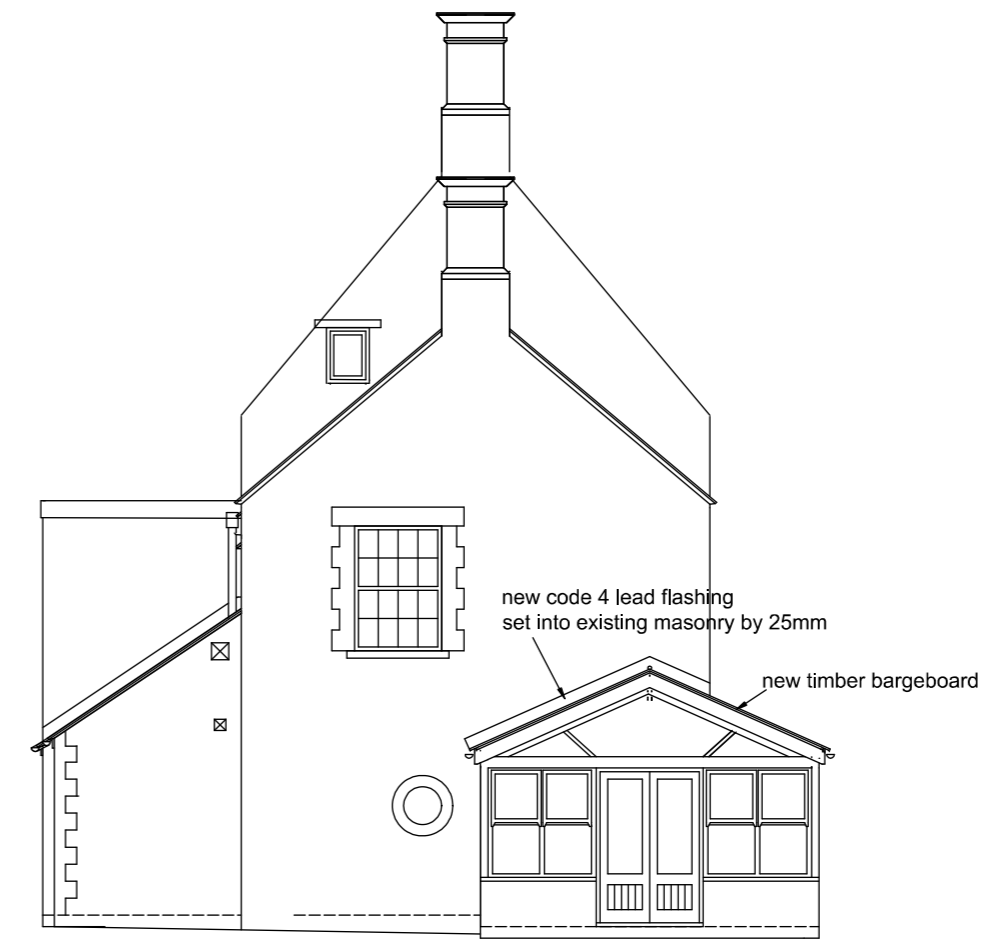 new code 4 lead flashing
set into existing masonry by 25mm
new timber bargeboard